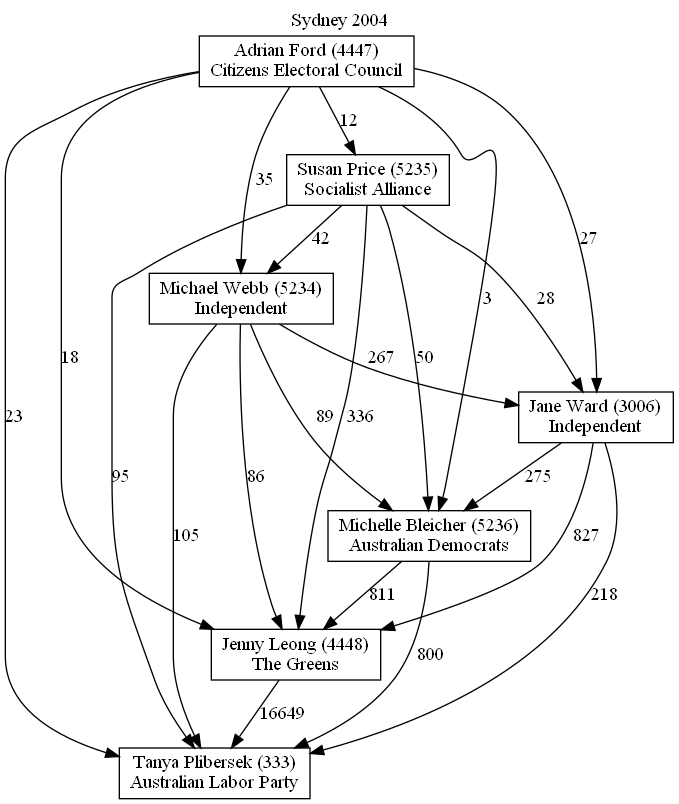 Sydney 2004
Adrian Ford (4447)
Citizens Electoral Council
12
Susan Price (5235)
Socialist Alliance
35
42
27
Michael Webb (5234)
Independent
3
28
267
50
18
Jane Ward (3006)
Independent
23
89
336
95
86
275
Michelle Bleicher (5236)
Australian Democrats
105
827
811
218
Jenny Leong (4448)
The Greens
800
16649
Tanya Plibersek (333)
Australian Labor Party